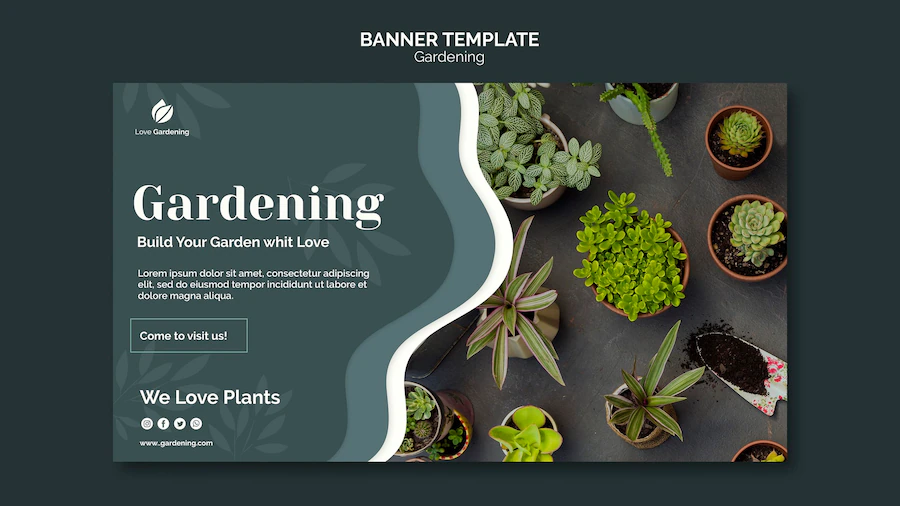 BANNER TEMPLATE
Gardening
Love Gardening
Gardening
Build Your Garden whit Love
Lorem ipsum dolor sit amet, consectetur adipiscing
elit, sed do eiusmod tempor incididunt ut labore et
dolore magna aliqua.
Come to visit us!
We Love Plants
www.gardening.com